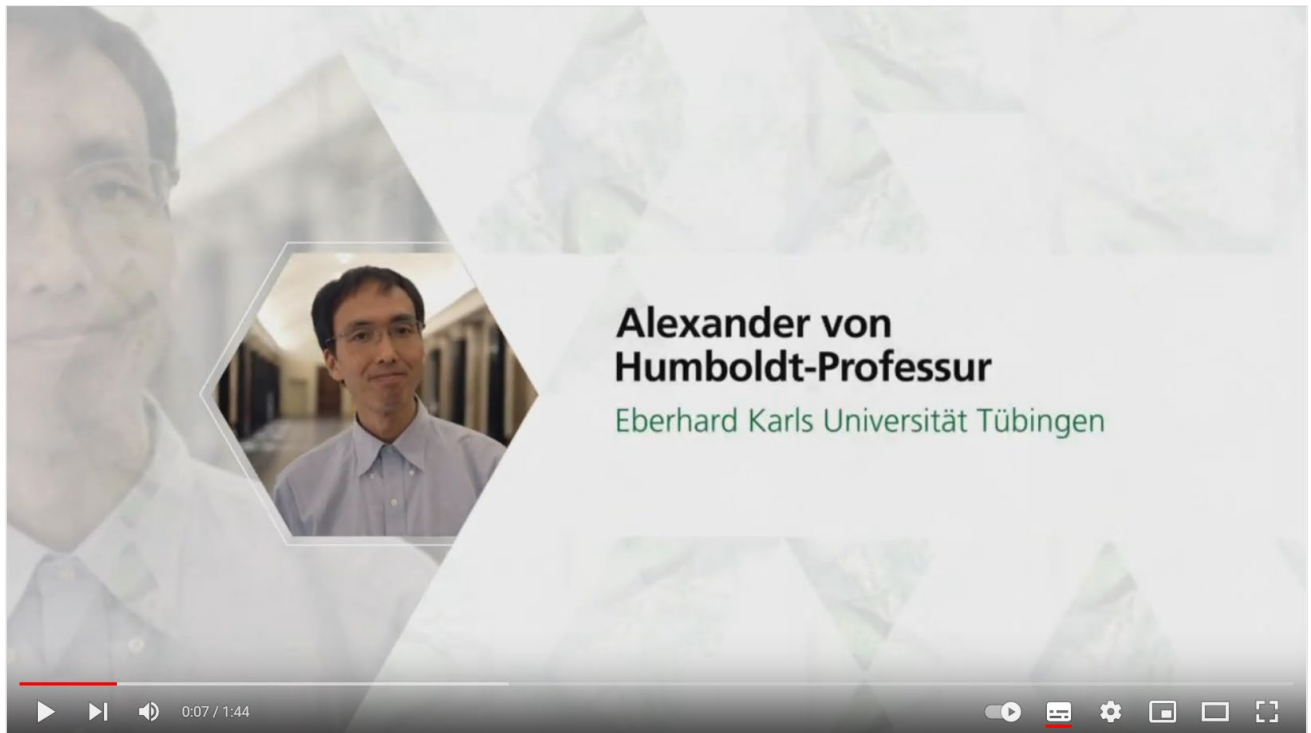 Alexander von
Humboldt-Professur
Eberhard Karls Universität Tübingen
0:07 / 1:44